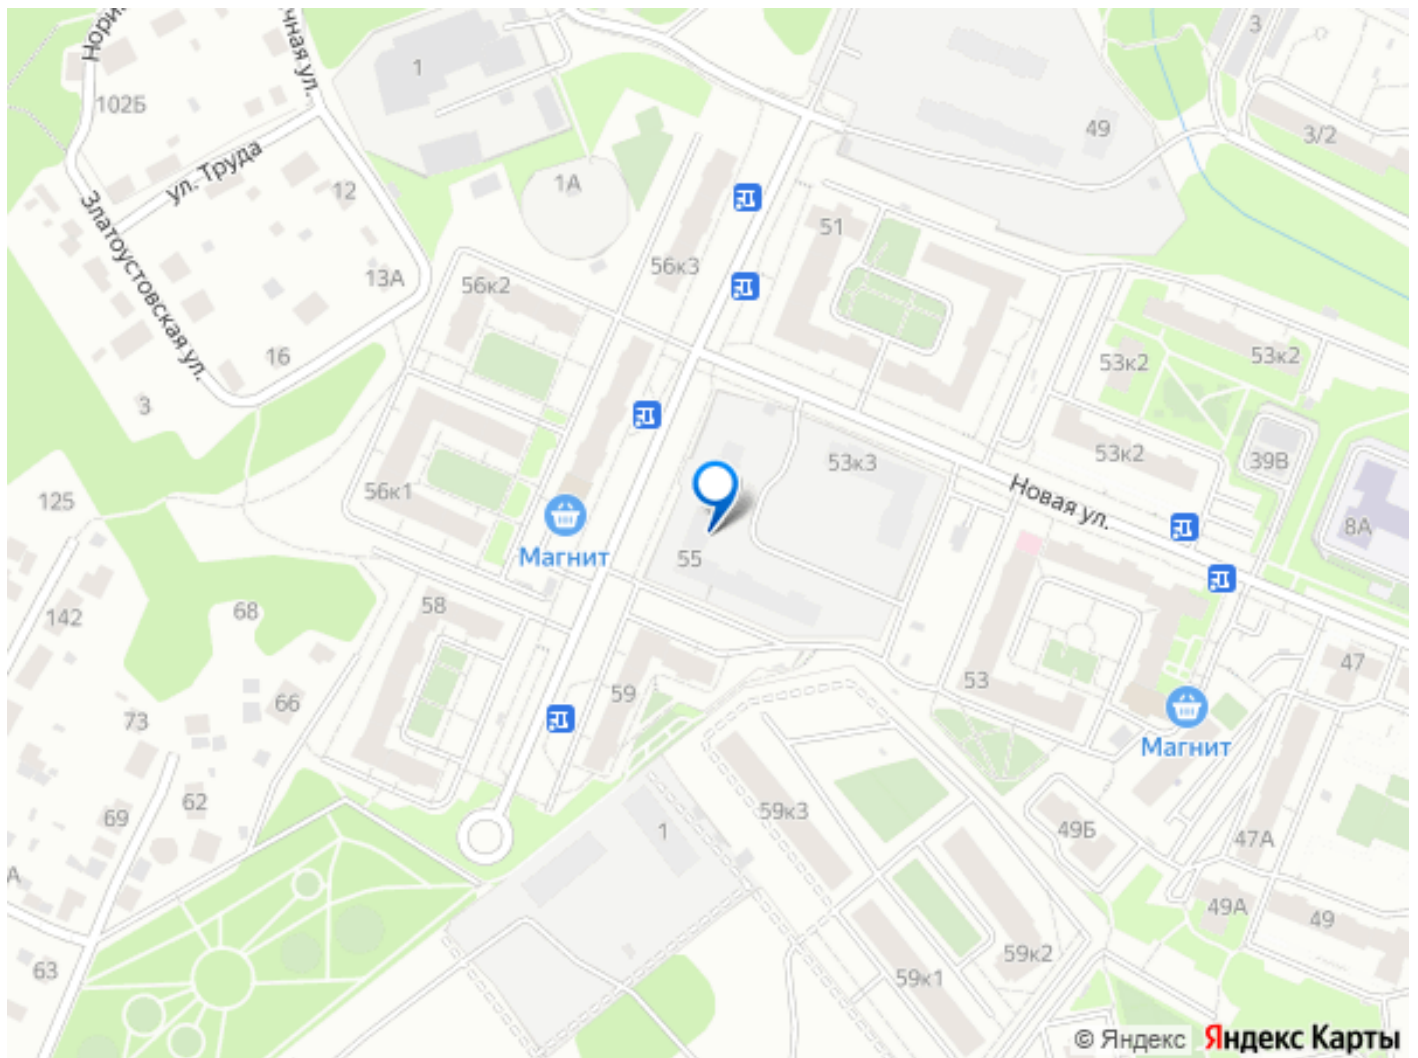 Нори
чная ул.
1
3
102Б
49
3/2
ул. Труда
12
1А
51
Златоустовская ул.
56к3
13А
56к2
16
53к2
53к2
3
53к2
39В
53к3
56к1
Новая ул.
125
8А
Магнит
55
142
68
58
47
66
59
53
73
Магнит
62
69
59к3
1
49Б
47А
А
49А
49
63
59к1
59к2
© Яндекс Яндекс Карты